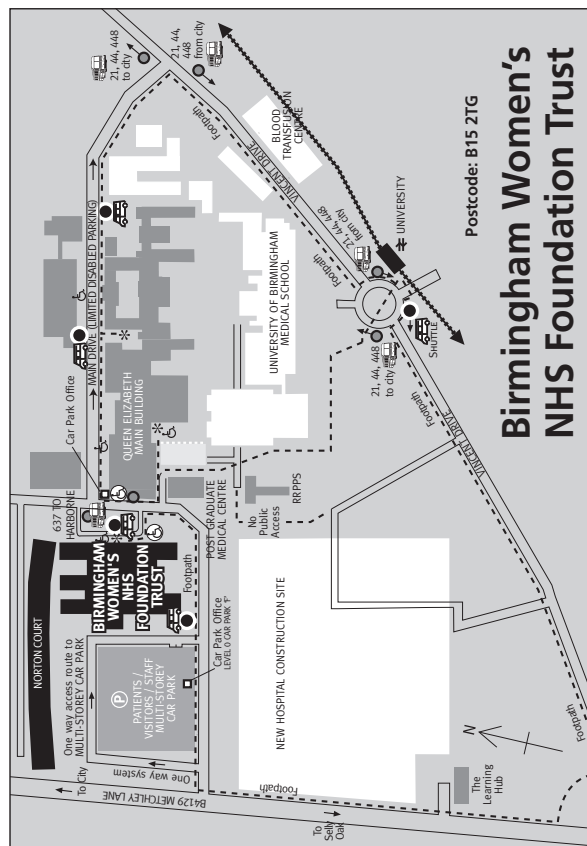 Birmingham Women's
NHS Foundation Trust
Postcode: B15 2TG
21, 44, 448
to city
21, 44,
448
from city
Footpath
VINCENT DRIVE
BLOOD
TRANSFUSION
CENTRE
MAIN DRIVE (LIMITED DISABLED PARKING)
UNIVERSITY OF BIRMINGHAM
MEDICAL SCHOOL
Footpath
21, 44, 448
from city
UNIVERSITY
SHUTTLE
21, 44, 448
to city
Footpath
VINCENT DRIVE
Car Park Office
QUEEN ELIZABETH
MAIN BUILDING
637 TO
HARBORNE
POST GRADUATE
MEDICAL CENTRE
No
Public
Access
RRPPS
NORTON COURT
BIRMINGHAM
WOMEN'S
NHS
FOUNDATION
TRUST
Footpath
One way access route to
MULTI-STOREY CAR PARK
P
PATIENTS /
VISITORS / STAFF
MULTI-STOREY
CAR PARK
Car Park Office
LEVEL 0 CAR PARK 'F'
One way system
To City
B4129 METCHLEY LANE
NEW HOSPITAL CONSTRUCTION SITE
Footpath
To
Selly
Oak
The
Learning
Hub
N
Footpath